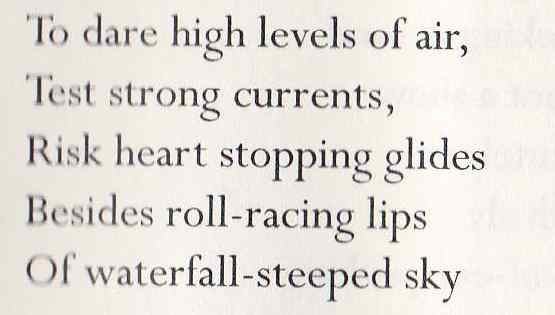 To dare high levels of air,
Test strong currents,
Risk heart stopping glides
Besides roll-racing lips
Of waterfall-steeped sky